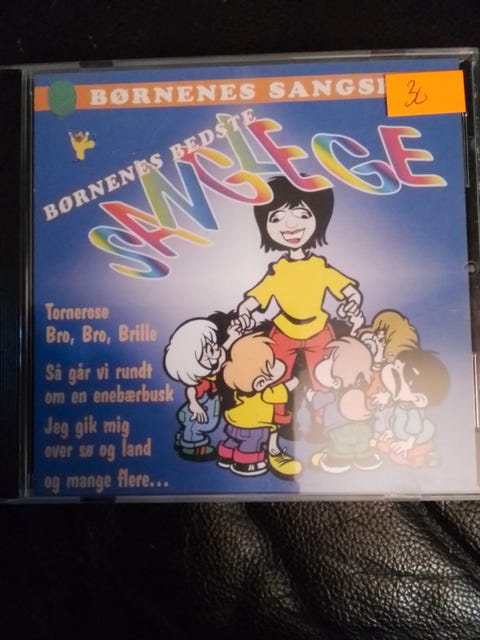 BØRNENES SANGS
30
BØRNENES BEDSTE
SANGLEGE
Tornerose
Bro, Bro, Brille
Så går vi rundt
om en enebærbusk
Jeg gik mig
over sø og land
og mange flere...